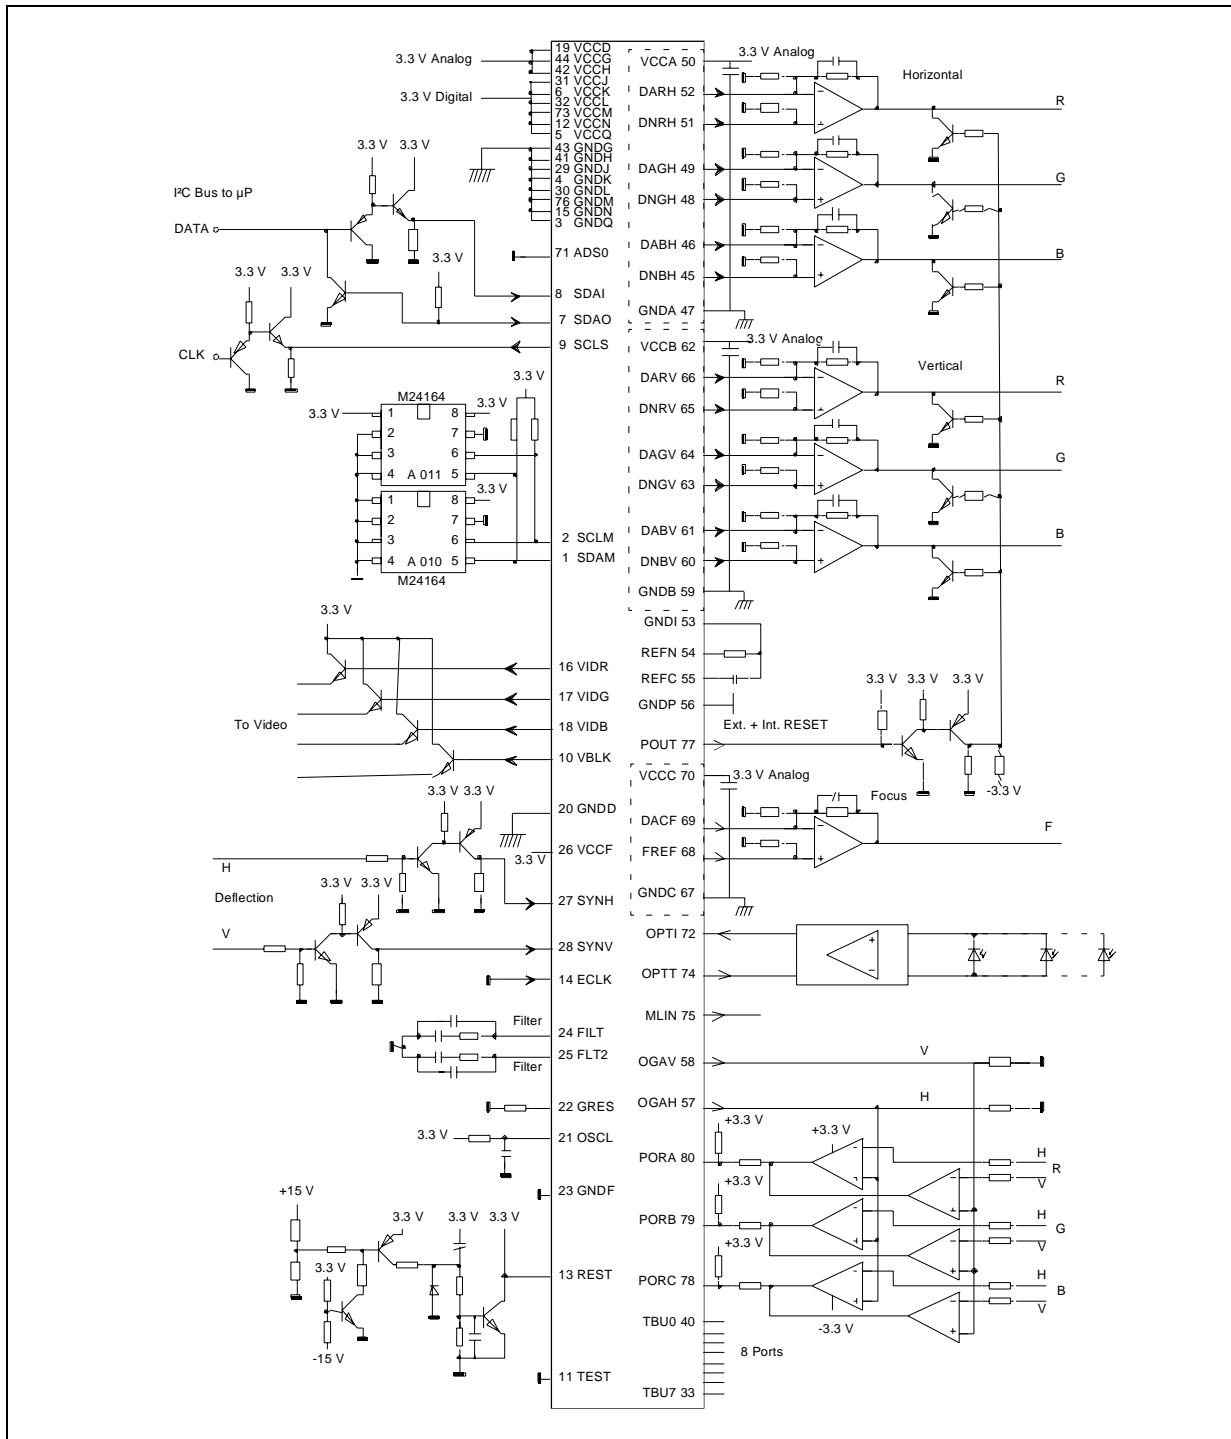 3.3 V Analog
3.3 V Digital
19 VCCD
44 VCCG
42 VCCH
31 VCCJ
6 VCCK
32 VCCL
73 VCCM
12 VCCN
5 VCCQ
43 GNDG
41 GNDH
29 GNDJ
4 GNDK
30 GNDL
76 GNDM
15 GNDN
3 GNDQ
71 ADS0
3.3 V 3.3 V
I²C Bus to µP
DATA
3.3 V
8 SDAI
7 SDAO
9 SCLS
3.3 V 3.3 V
CLK
3.3 V
M24164
3.3 V
3.3 V
1 8
2 7
3 6
4 A 011 5
3.3 V
1 8
2 7
3 6
4 A 010 5
M24164
2 SCLM
1 SDAM
3.3 V
16 VIDR
17 VIDG
18 VIDB
10 VBLK
To Video
3.3 V 3.3 V
20 GNDD
26 VCCF
3.3 V
H
27 SYNH
Deflection
3.3 V 3.3 V
V
28 SYNV
14 ECLK
Filter
24 FILT
25 FLT2
Filter
22 GRES
3.3 V
21 OSCL
23 GNDF
+15 V
3.3 V 3.3 V 3.3 V
3.3 V
13 REST
-15 V
11 TEST
VCCA 50
3.3 V Analog
DARH 52
DNRH 51
DAGH 49
DNGH 48
DABH 46
DNBH 45
GNDA 47
Horizontal
R
G
B
− +
− +
− +
VCCB 62
3.3 V Analog
DARV 66
DNRV 65
DAGV 64
DNGV 63
DABV 61
DNBV 60
GNDB 59
Vertical
R
G
B
− +
− +
− +
GNDI 53
REFN 54
REFC 55
GNDP 56
Ext. + Int. RESET
POUT 77
3.3 V 3.3 V 3.3 V
-3.3 V
VCCC 70
3.3 V Analog
DACF 69
FREF 68
GNDC 67
Focus
F
− +
OPTI 72
OPTT 74
+ −
MLIN 75
OGAV 58
V
OGAH 57
H
+3.3 V
+3.3 V
PORA 80
H
R
V
+3.3 V
PORB 79
H
G
V
+3.3 V
PORC 78
H
B
V
-3.3 V
TBU0 40
8 Ports
TBU7 33